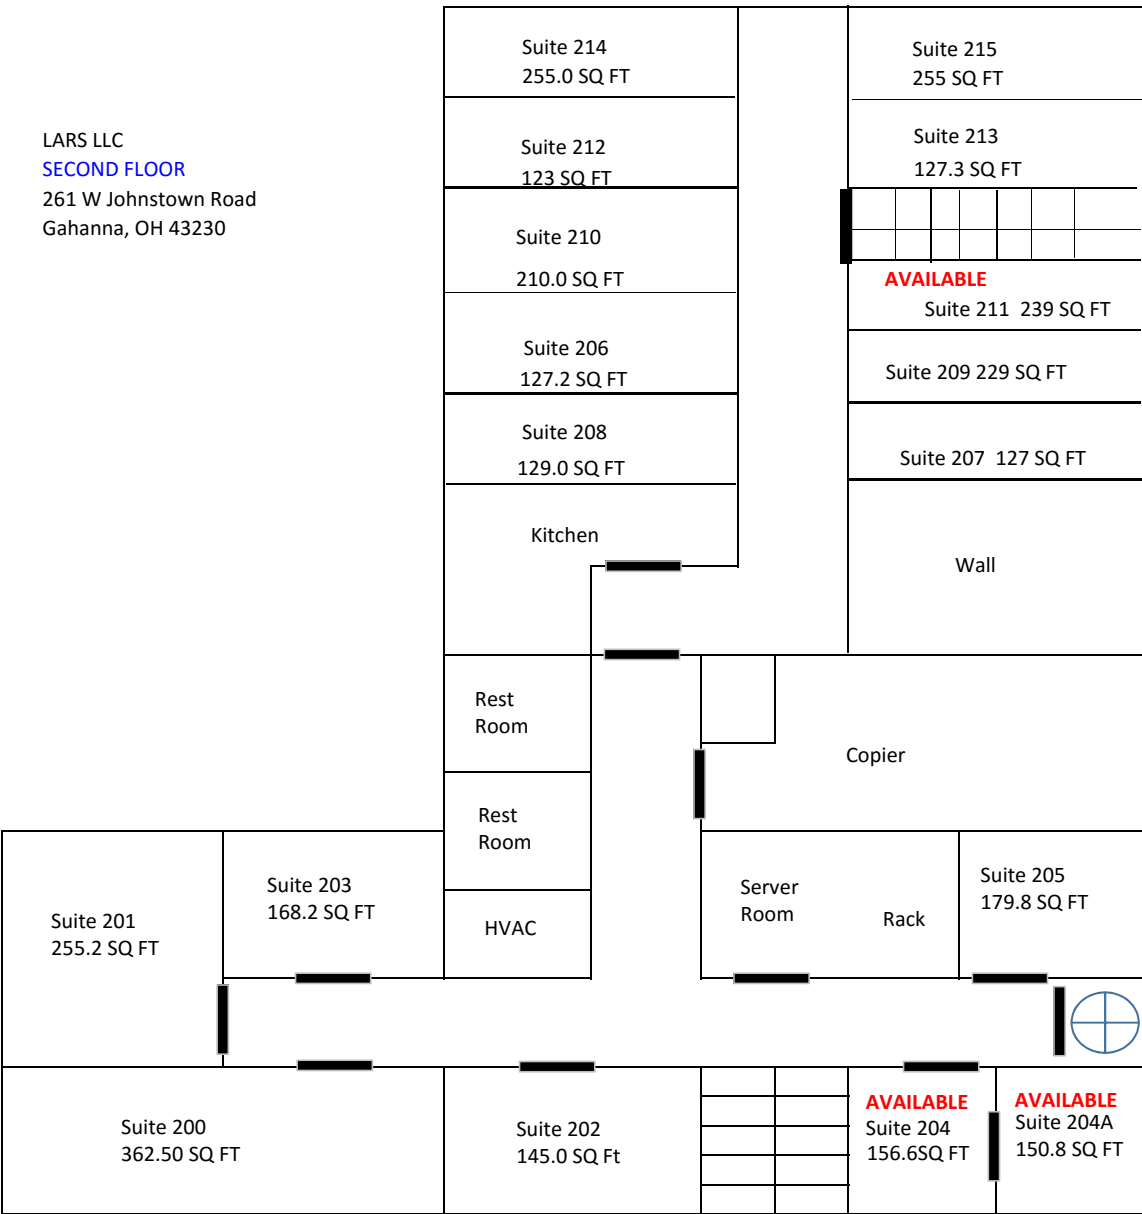 LARS LLC
SECOND FLOOR
261 W Johnstown Road
Gahanna, OH 43230
Suite 214
255.0 SQ FT
Suite 215
255 SQ FT
Suite 212
123 SQ FT
Suite 213
127.3 SQ FT
Suite 210
210.0 SQ FT
AVAILABLE
Suite 211 239 SQ FT
Suite 206
127.2 SQ FT
Suite 209 229 SQ FT
Suite 208
129.0 SQ FT
Suite 207 127 SQ FT
Kitchen
Wall
Rest
Room
Copier
Rest
Room
Suite 201
255.2 SQ FT
Suite 203
168.2 SQ FT
HVAC
Server
Room
Rack
Suite 205
179.8 SQ FT
Suite 200
362.50 SQ FT
Suite 202
145.0 SQ Ft
AVAILABLE
Suite 204
156.6SQ FT
AVAILABLE
Suite 204A
150.8 SQ FT